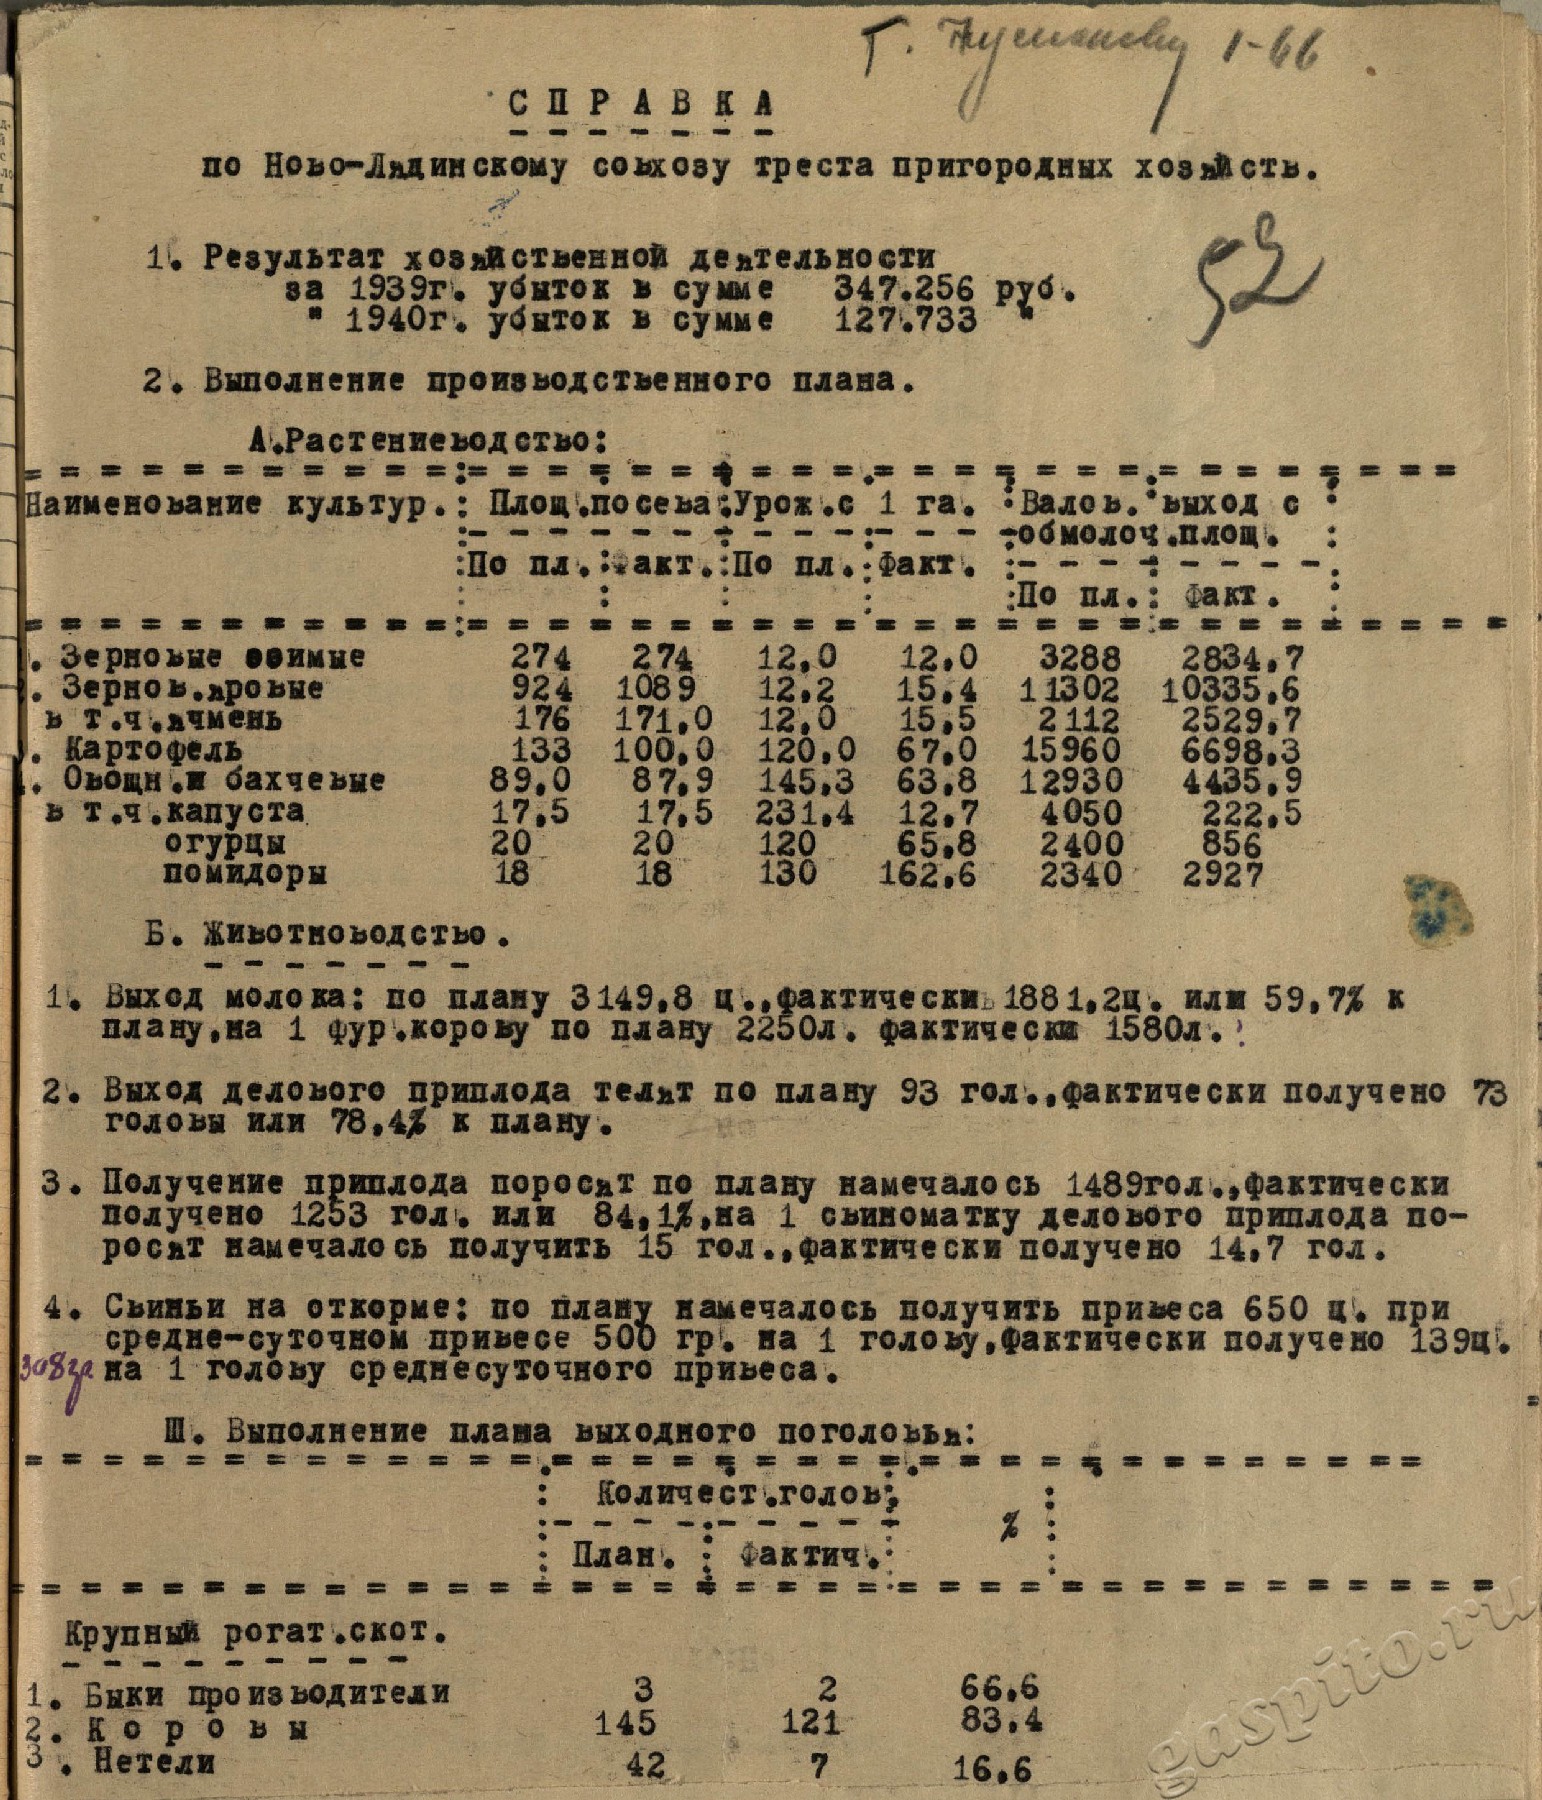 г. 1-66
СПРАВКА
по Ново-Лядинскому совхозу треста пригородных хозяйств.
52
1. Результат хозяйственной деятельности
за 1939г. убыток в сумме 347.256 руб.
" 1940г. убыток в сумме 127.733 "
2. Выполнение производственного плана.
А.Растениеводство:
Наименование культур. : Площ.посева : Урож.с 1 га. : Валов. выход с
обмолоч.площ. :
:По пл.:Факт.:По пл.:Факт.
:По пл.: Факт. :
. Зерновые озимые 274 274 12,0 12,0 3288 2834,7
. Зернов.яровые 924 1089 12,2 15,4 11302 10335,6
в т.ч.ячмень 176 171,0 12,0 15,5 2112 2529,7
. Картофель 133 100,0 120,0 67,0 15960 6698,3
. Овощн.и бахчевые 89,0 87,9 145,3 63,8 12930 4435,9
в т.ч.капуста 17,5 17,5 231,4 12,7 4050 222,5
огурцы 20 20 120 65,8 2400 856
помидоры 18 18 130 162,6 2340 2927
Б. Животноводство.
1. Выход молока: по плану 3149,8 ц.,фактически 1881,2ц. или 59,7% к
плану,на 1 фур.корову по плану 2250л. фактически 1580л.
2. Выход делового приплода телят по плану 93 гол.,фактически получено 73
головы или 78,4% к плану.
3. Получение приплода поросят по плану намечалось 1489гол.,фактически
получено 1253 гол. или 84,1%,на 1 свиноматку делового приплода по-
росят намечалось получить 15 гол.,фактически получено 14,7 гол.
4. Свиньи на откорме: по плану намечалось получить привеса 650 ц. при
средне-суточном привесе 500 гр. на 1 голову,фактически получено 139ц.
308гр на 1 голову среднесуточного привеса.
Ш. Выполнение плана выходного поголовья:
: Количест.голов: :
% :
: План. : Фактич.:
Крупный рогат.скот.
1. Быки производители 3 2 66,6
2. Коровы 145 121 83,4
3. Нетели 42 7 16,6
gaspito.ru